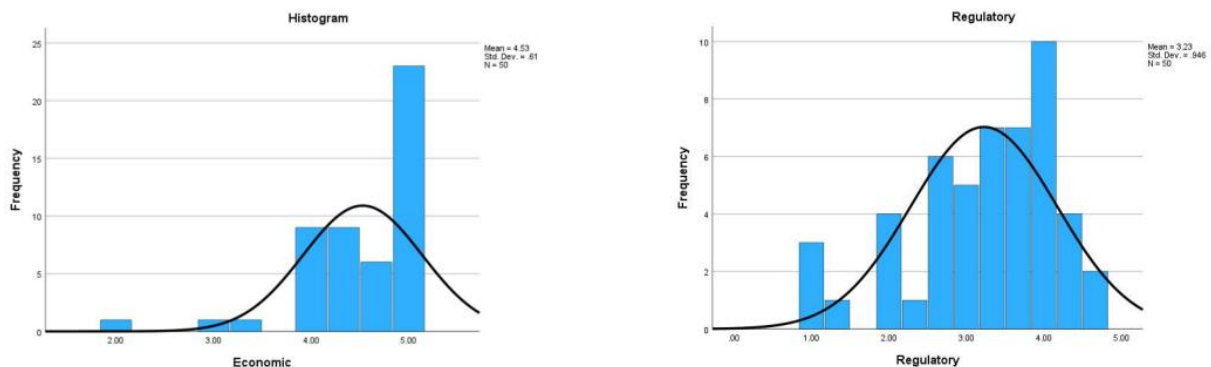 Histogram
Mean = 4.53
Std. Dev. = .61
N = 50
25
20
15
10
5
0
Frequency
2.00 3.00 4.00 5.00
Economic
Regulatory
Mean = 3.23
Std. Dev. = .946
N = 50
10
8
6
4
2
0
Frequency
.00 1.00 2.00 3.00 4.00 5.00
Regulatory